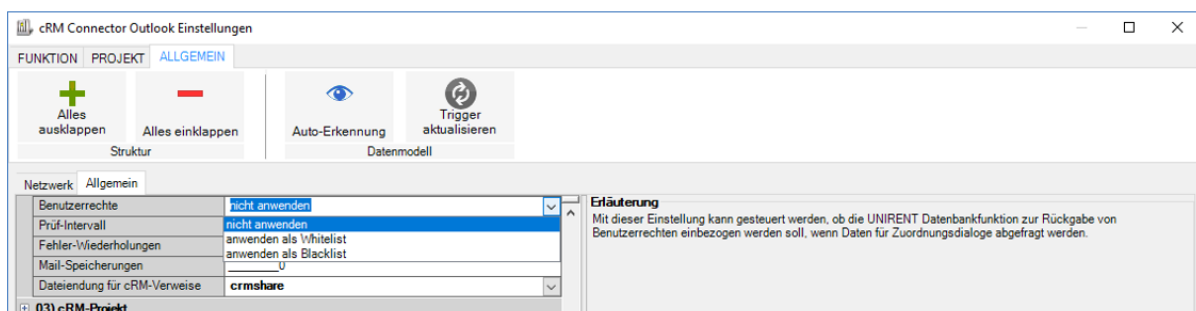 cRM Connector Outlook Einstellungen
FUNKTION PROJEKT ALLGEMEIN
Alles
ausklappen
Alles einklappen
Struktur
Auto-Erkennung
Trigger
aktualisieren
Datenmodell
Netzwerk Allgemein
Benutzerrechte nicht anwenden
Prüf-Intervall nicht anwenden
Fehler-Wiederholungen anwenden als Whitelist
anwenden als Blacklist
Mail-Speicherungen ________0
Dateiendung für cRM-Verweise crmshare
03) cRM-Projekt
Erläuterung
Mit dieser Einstellung kann gesteuert werden, ob die UNIRENT Datenbankfunktion zur Rückgabe von
Benutzerrechten einbezogen werden soll, wenn Daten für Zuordnungsdialoge abgefragt werden.